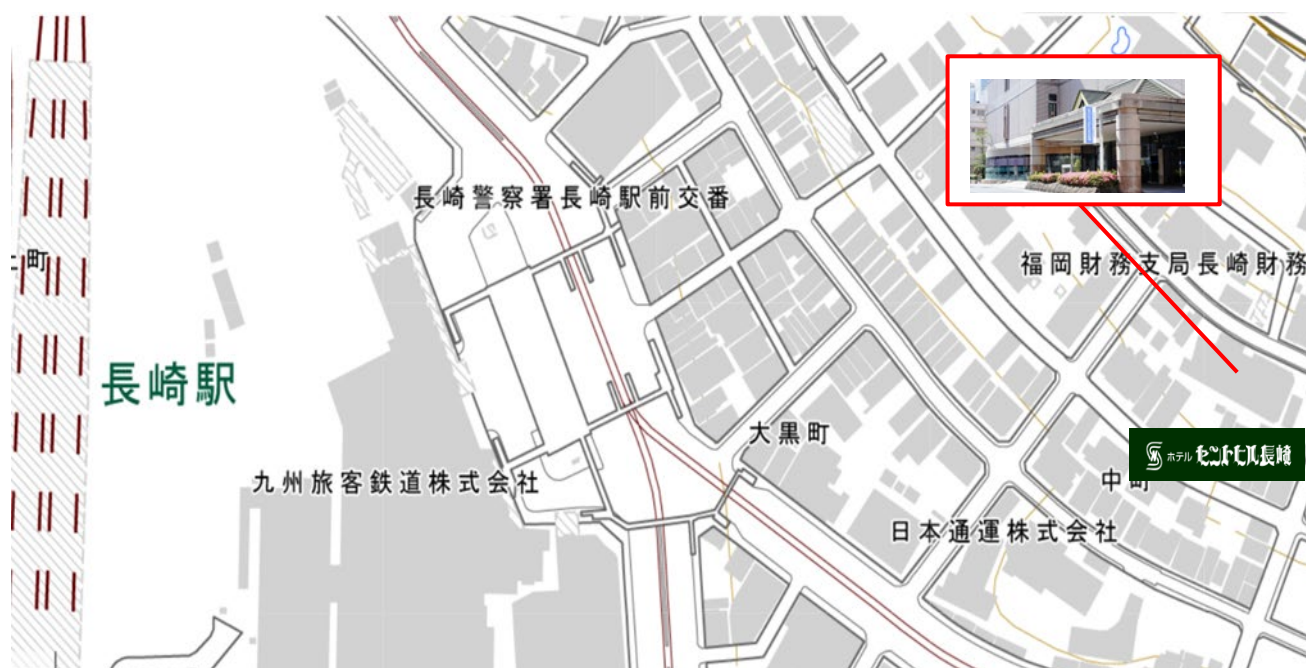 長崎警察署長崎駅前交番
福岡財務支局長崎財務
町
長崎駅
大黒町
九州旅客鉄道株式会社
ホテル セントヒル長崎
中町
日本通運株式会社